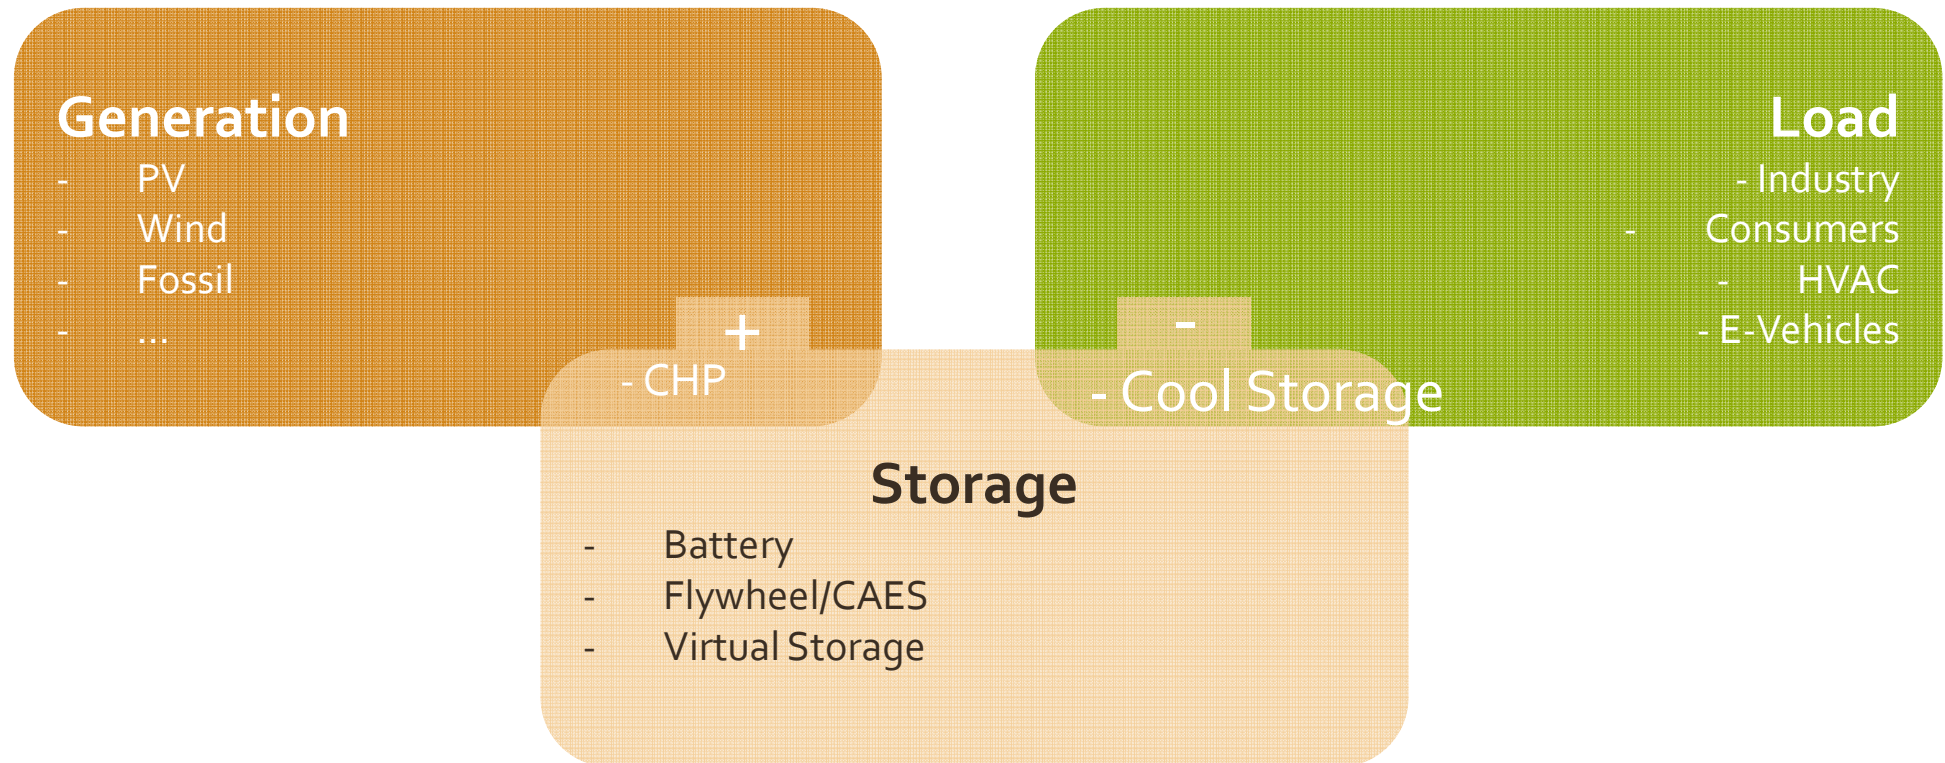 Generation
- PV
- Wind
- Fossil
- ...
+
- CHP
Load
- Industry
- Consumers
- HVAC
- E-Vehicles
-
- Cool Storage
Storage
- Battery
- Flywheel/CAES
- Virtual Storage